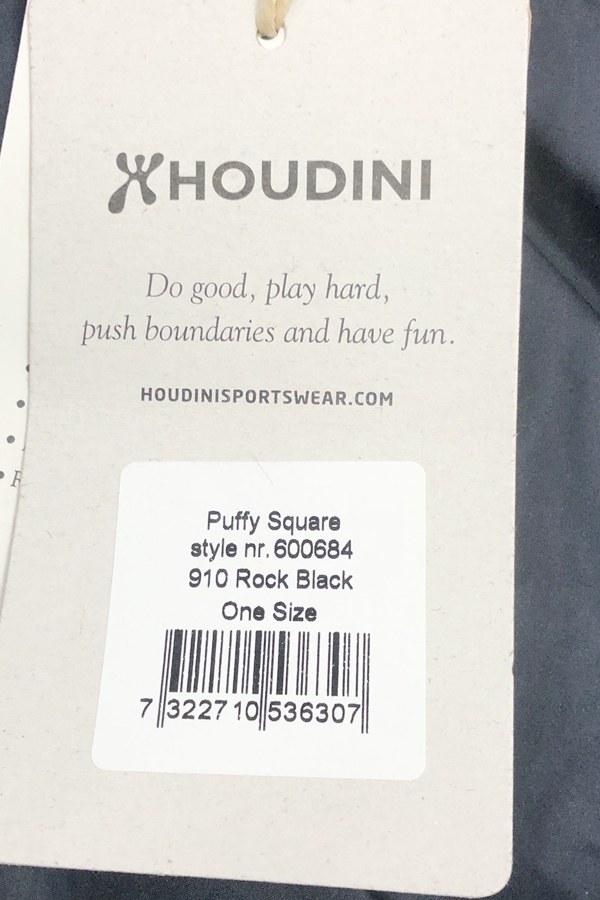 HOUDINI
Do good, play hard,
push boundaries and have fun.
HOUDINISPORTSWEAR.COM
Puffy Square
style nr. 600684
910 Rock Black
One Size
7 322710 536307